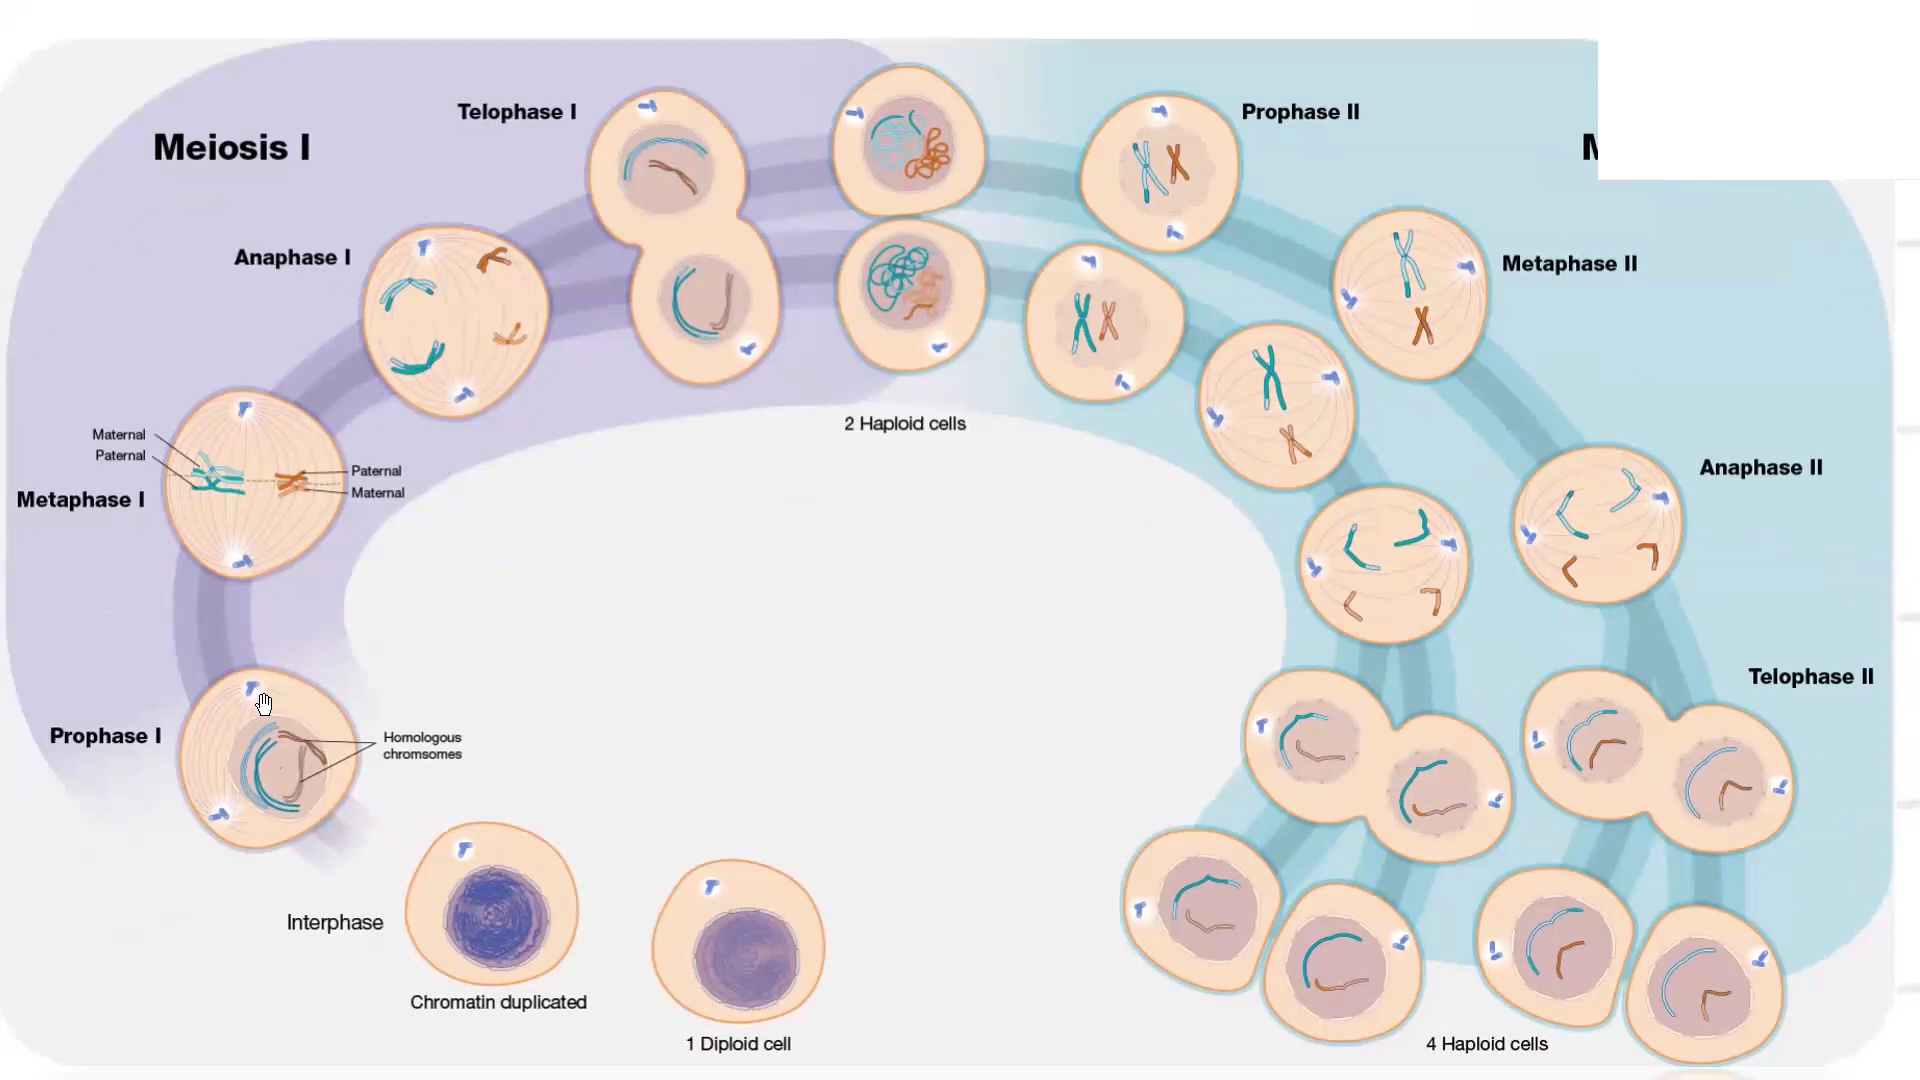 Meiosis I
Telophase I
Prophase II
Anaphase I
Metaphase II
2 Haploid cells
Maternal
Paternal
Paternal
Maternal
Metaphase I
Anaphase II
Telophase II
Prophase I
Homologous
chromsomes
Interphase
Chromatin duplicated
1 Diploid cell
4 Haploid cells